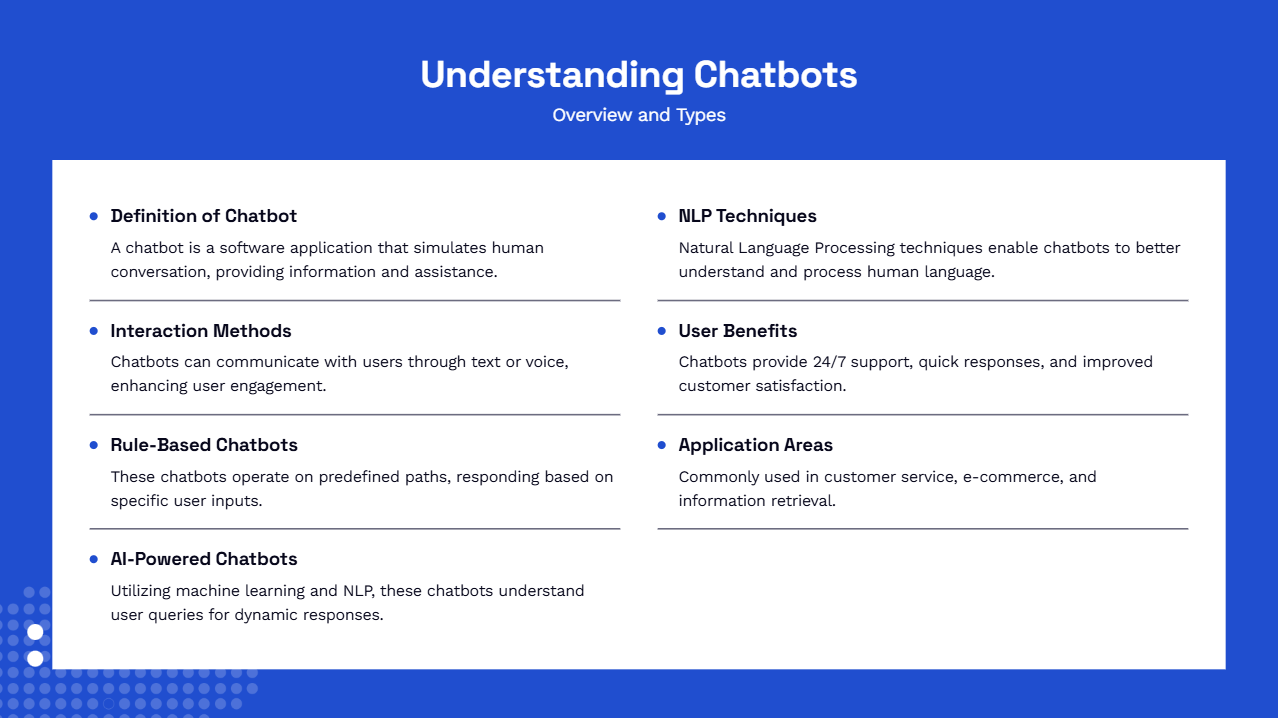 Understanding Chatbots
Overview and Types
Definition of Chatbot
A chatbot is a software application that simulates human
conversation, providing information and assistance.
Interaction Methods
Chatbots can communicate with users through text or voice,
enhancing user engagement.
Rule-Based Chatbots
These chatbots operate on predefined paths, responding based on
specific user inputs.
AI-Powered Chatbots
Utilizing machine learning and NLP, these chatbots understand
user queries for dynamic responses.
NLP Techniques
Natural Language Processing techniques enable chatbots to better
understand and process human language.
User Benefits
Chatbots provide 24/7 support, quick responses, and improved
customer satisfaction.
Application Areas
Commonly used in customer service, e-commerce, and
information retrieval.